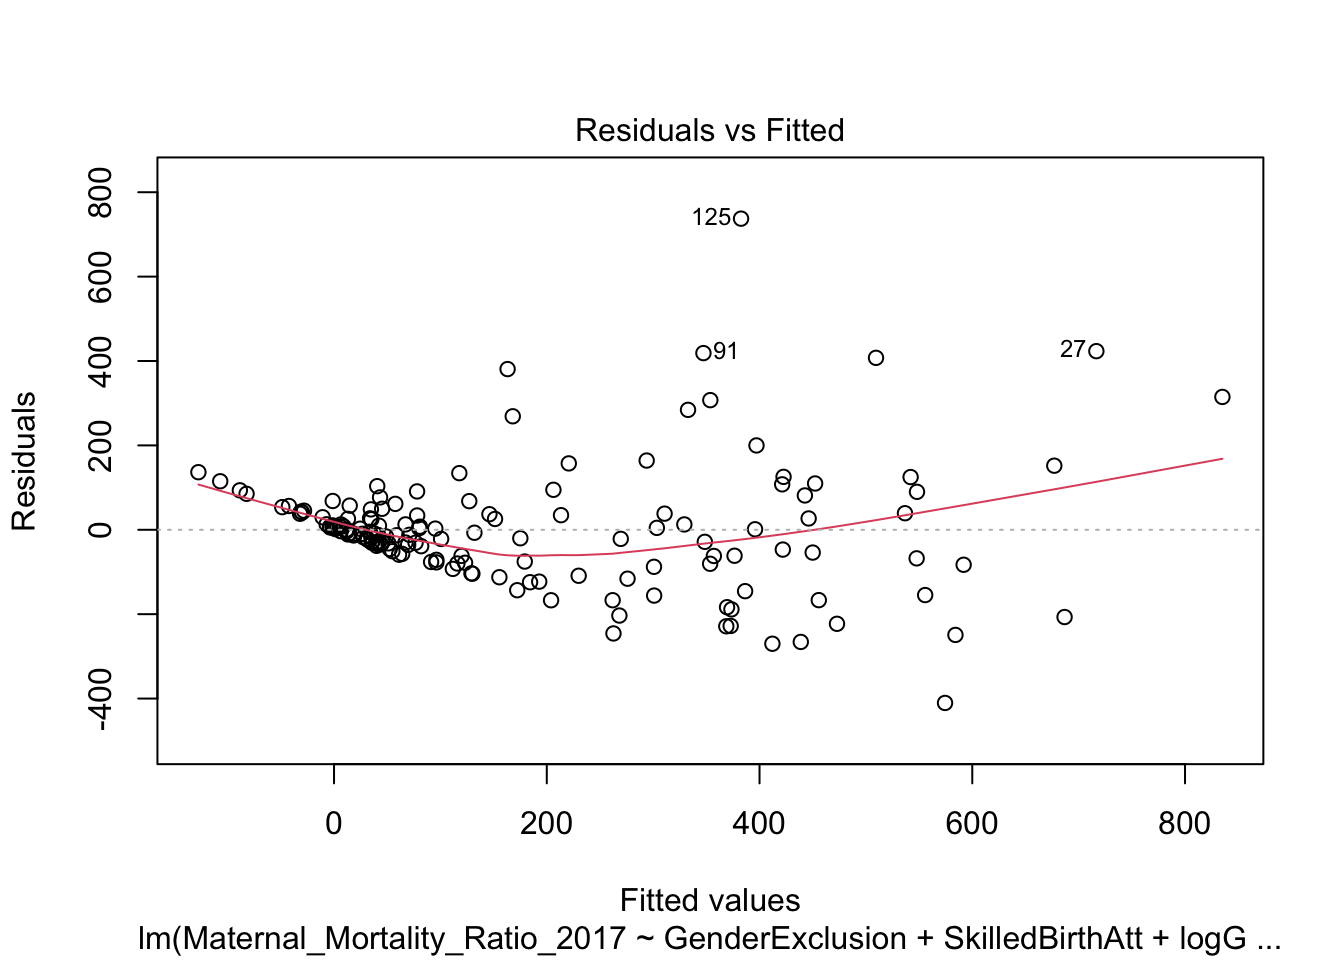 Residuals vs Fitted
Residuals
800
600
400
200
0
-400
125
91
27
0 200 400 600 800
Fitted values
lm(Maternal_Mortality_Ratio_2017 ~ GenderExclusion + SkilledBirthAtt + logG ...